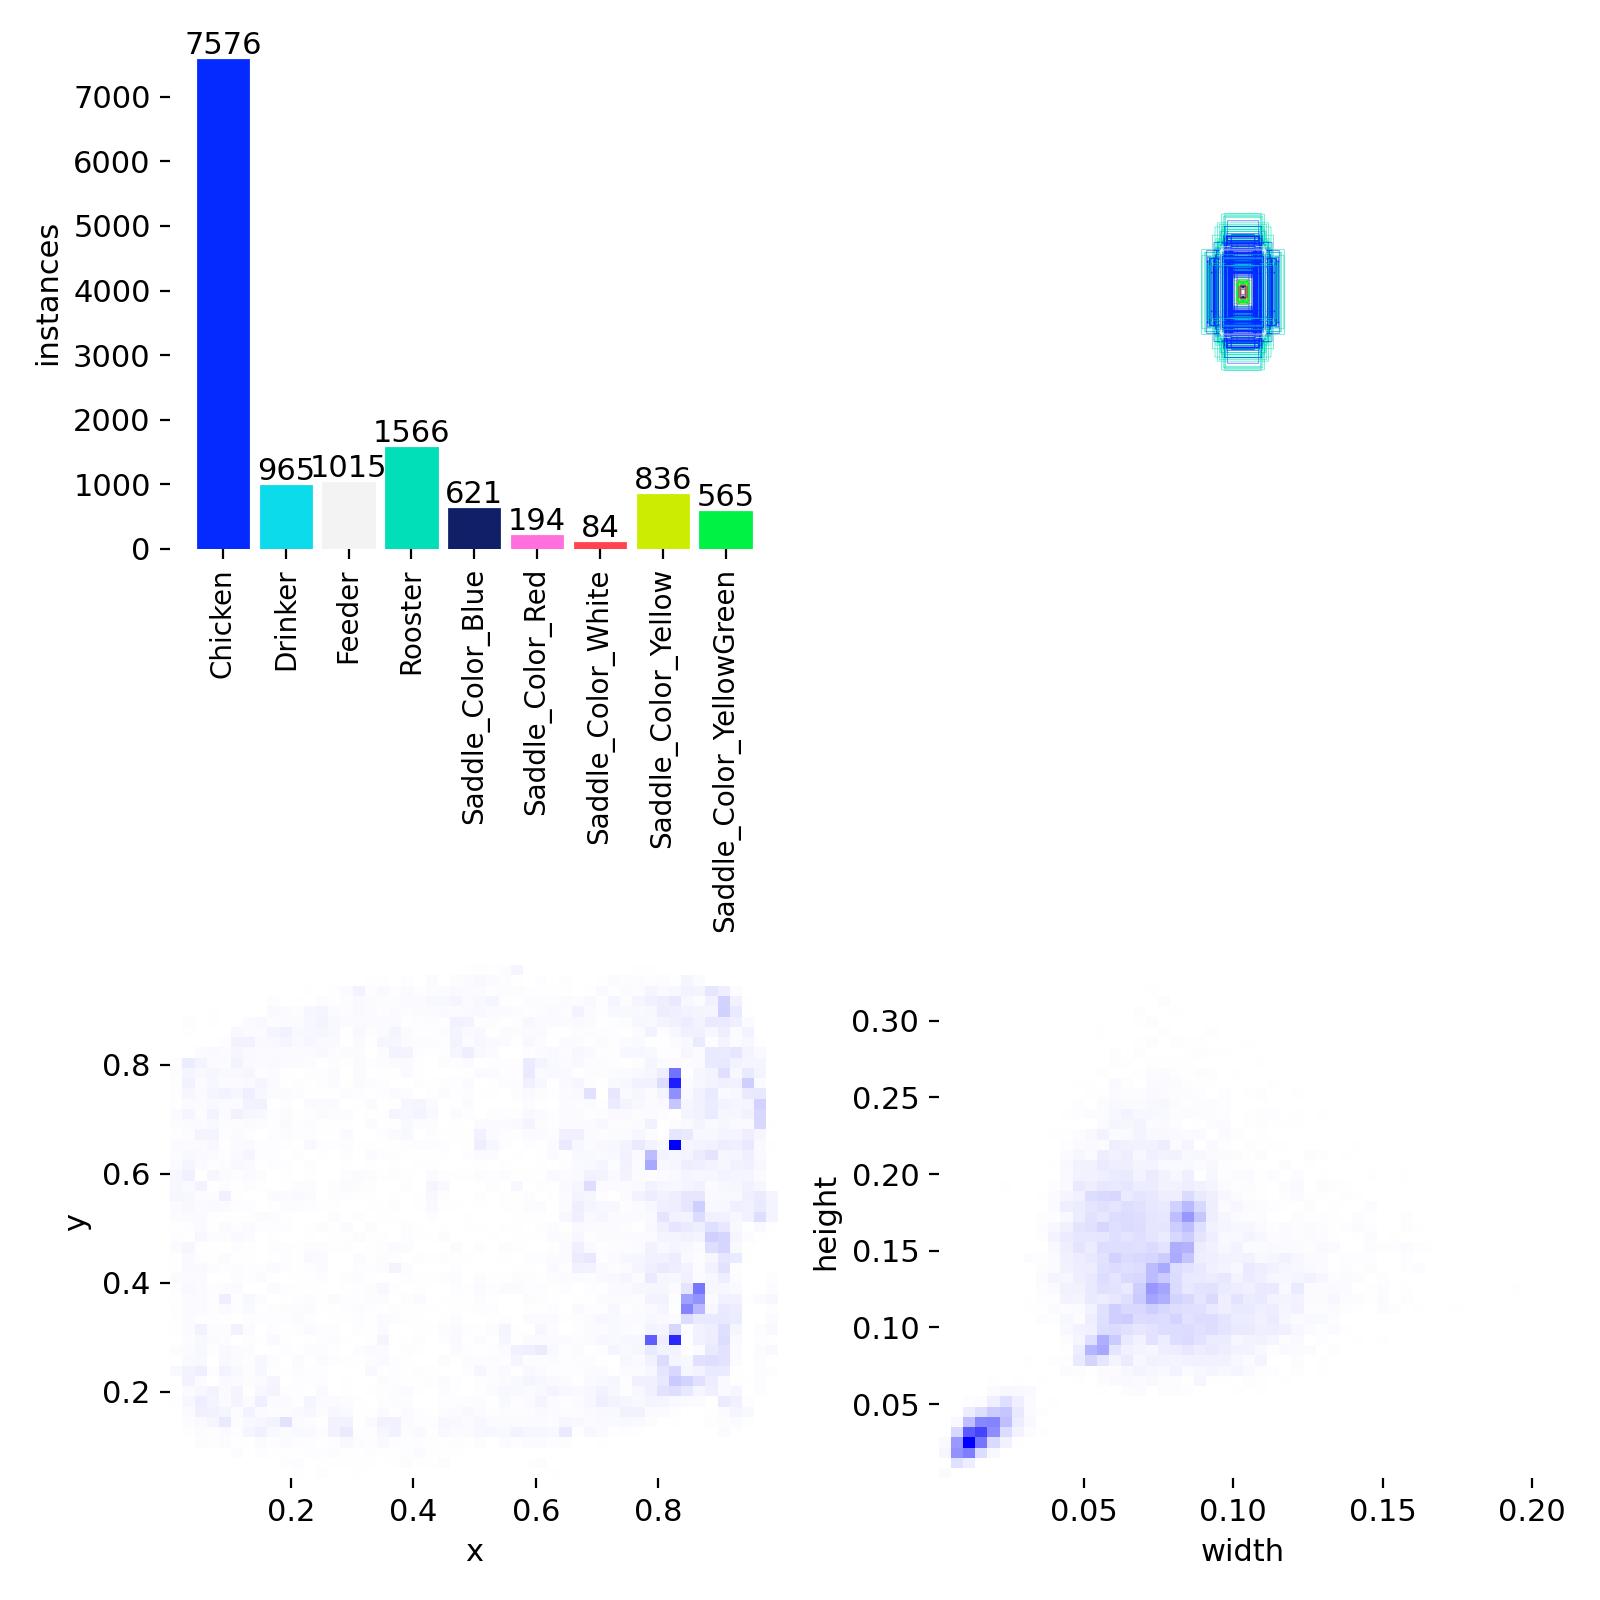 7576
7000
6000
5000
4000
3000
2000
1000
0
instances
965
1015
1566
621
194
84
836
565
Chicken
Drinker
Feeder
Rooster
Saddle_Color_Blue
Saddle_Color_Red
Saddle_Color_White
Saddle_Color_Yellow
Saddle_Color_YellowGreen
0.8
0.6
0.4
0.2
y
0.2 0.4 0.6 0.8
x
0.30
0.25
0.20
0.15
0.10
0.05
height
0.05 0.10 0.15 0.20
width